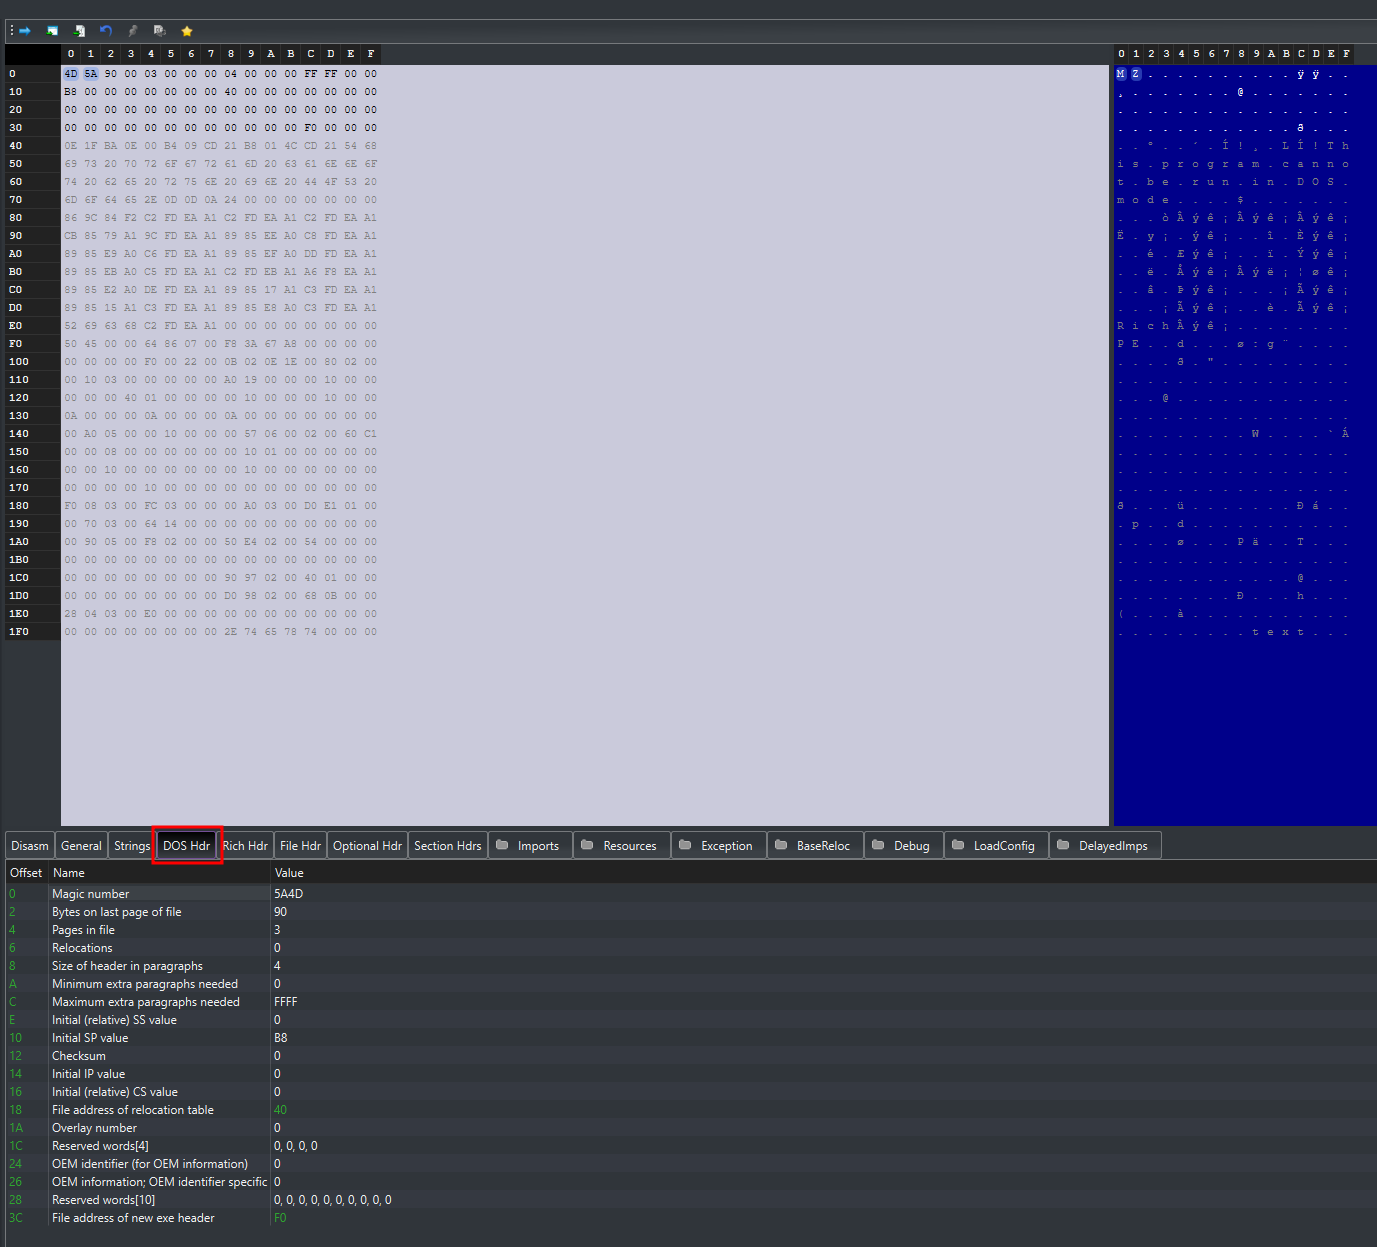 0 1 2 3 4 5 6 7 8 9 A B C D E F 0 1 2 3 4 5 6 7 8 9 A B C D E F
0 4D 5A 90 00 03 00 00 00 04 00 00 00 FF FF 00 00 M Z . . . . . . . . . . ÿ ÿ . .
10 B8 00 00 00 00 00 00 00 40 00 00 00 00 00 00 00 ¸ . . . . . . . @ . . . . . . .
20 00 00 00 00 00 00 00 00 00 00 00 00 00 00 00 00 . . . . . . . . . . . . . . . .
30 00 00 00 00 00 00 00 00 00 00 00 00 F0 00 00 00 . . . . . . . . . . . . ð . . .
40 0E 1F BA 0E 00 B4 09 CD 21 B8 01 4C CD 21 54 68 . . º . . ´ . Í ! ¸ . L Í ! T h
50 69 73 20 70 72 6F 67 72 61 6D 20 63 61 6E 6E 6F i s . p r o g r a m . c a n n o
60 74 20 62 65 20 72 75 6E 20 69 6E 20 44 4F 53 20 t . b e . r u n . i n . D O S .
70 6D 6F 64 65 2E 0D 0D 0A 24 00 00 00 00 00 00 00 m o d e . . . . $ . . . . . . .
80 86 9C 84 F2 C2 FD EA A1 C2 FD EA A1 C2 FD EA A1 . . . ò Â ý ê ¡ Â ý ê ¡ Â ý ê ¡
90 CB 85 79 A1 9C FD EA A1 89 85 EE A0 C8 FD EA A1 Ë . y ¡ . ý ê ¡ . . î . È ý ê ¡
A0 89 85 E9 A0 C6 FD EA A1 89 85 EF A0 DD FD EA A1 . . é . Æ ý ê ¡ . . ï . Ý ý ê ¡
B0 89 85 EB A0 C5 FD EA A1 C2 FD EB A1 A6 F8 EA A1 . . ë . Å ý ê ¡ Â ý ë ¡ ¦ ø ê ¡
C0 89 85 E2 A0 DE FD EA A1 89 85 17 A1 C3 FD EA A1 . . â . Þ ý ê ¡ . . . ¡ Ã ý ê ¡
D0 89 85 15 A1 C3 FD EA A1 89 85 E8 A0 C3 FD EA A1 . . . ¡ Ã ý ê ¡ . . è . Ã ý ê ¡
E0 52 69 63 68 C2 FD EA A1 00 00 00 00 00 00 00 00 R i c h Â ý ê ¡ . . . . . . . .
F0 50 45 00 00 64 86 07 00 F8 3A 67 A8 00 00 00 00 P E . . d . . . ø : g ¨ . . . .
100 00 00 00 00 F0 00 22 00 0B 02 0E 1E 00 80 02 00 . . . . ð . " . . . . . . . . .
110 00 10 03 00 00 00 00 00 A0 19 00 00 00 10 00 00 . . . . . . . . . . . . . . . .
120 00 00 00 40 01 00 00 00 00 10 00 00 00 10 00 00 . . . @ . . . . . . . . . . . .
130 0A 00 00 00 0A 00 00 00 0A 00 00 00 00 00 00 00 . . . . . . . . . . . . . . . .
140 00 A0 05 00 00 10 00 00 00 57 06 00 02 00 60 C1 . . . . . . . . . W . . . . ` Á
150 00 00 08 00 00 00 00 00 00 10 01 00 00 00 00 00 . . . . . . . . . . . . . . . .
160 00 00 10 00 00 00 00 00 00 10 00 00 00 00 00 00 . . . . . . . . . . . . . . . .
170 00 00 00 00 10 00 00 00 00 00 00 00 00 00 00 00 . . . . . . . . . . . . . . . .
180 F0 08 03 00 FC 03 00 00 00 A0 03 00 D0 E1 01 00 ð . . . ü . . . . . . . Ð á . .
190 00 70 03 00 64 14 00 00 00 00 00 00 00 00 00 00 . p . . d . . . . . . . . . . .
1A0 00 90 05 00 F8 02 00 00 50 E4 02 00 54 00 00 00 . . . . ø . . . P ä . . T . . .
1B0 00 00 00 00 00 00 00 00 00 00 00 00 00 00 00 00 . . . . . . . . . . . . . . . .
1C0 00 00 00 00 00 00 00 00 90 97 02 00 40 01 00 00 . . . . . . . . . . . . @ . . .
1D0 00 00 00 00 00 00 00 00 D0 98 02 00 68 0B 00 00 . . . . . . . . Ð . . . h . . .
1E0 28 04 03 00 E0 00 00 00 00 00 00 00 00 00 00 00 ( . . . à . . . . . . . . . . .
1F0 00 00 00 00 00 00 00 00 2E 74 65 78 74 00 00 00 . . . . . . . . . t e x t . . .
Disasm General Strings DOS Hdr Rich Hdr File Hdr Optional Hdr Section Hdrs Imports Resources Exception BaseReloc Debug LoadConfig DelayedImps
Offset Name Value
0 Magic number 5A4D
2 Bytes on last page of file 90
4 Pages in file 3
6 Relocations 0
8 Size of header in paragraphs 4
A Minimum extra paragraphs needed 0
C Maximum extra paragraphs needed FFFF
E Initial (relative) SS value 0
10 Initial SP value B8
12 Checksum 0
14 Initial IP value 0
16 Initial (relative) CS value 0
18 File address of relocation table 40
1A Overlay number 0
1C Reserved words[4] 0, 0, 0, 0
24 OEM identifier (for OEM information) 0
26 OEM information; OEM identifier specific 0
28 Reserved words[10] 0, 0, 0, 0, 0, 0, 0, 0, 0, 0
3C File address of new exe header F0